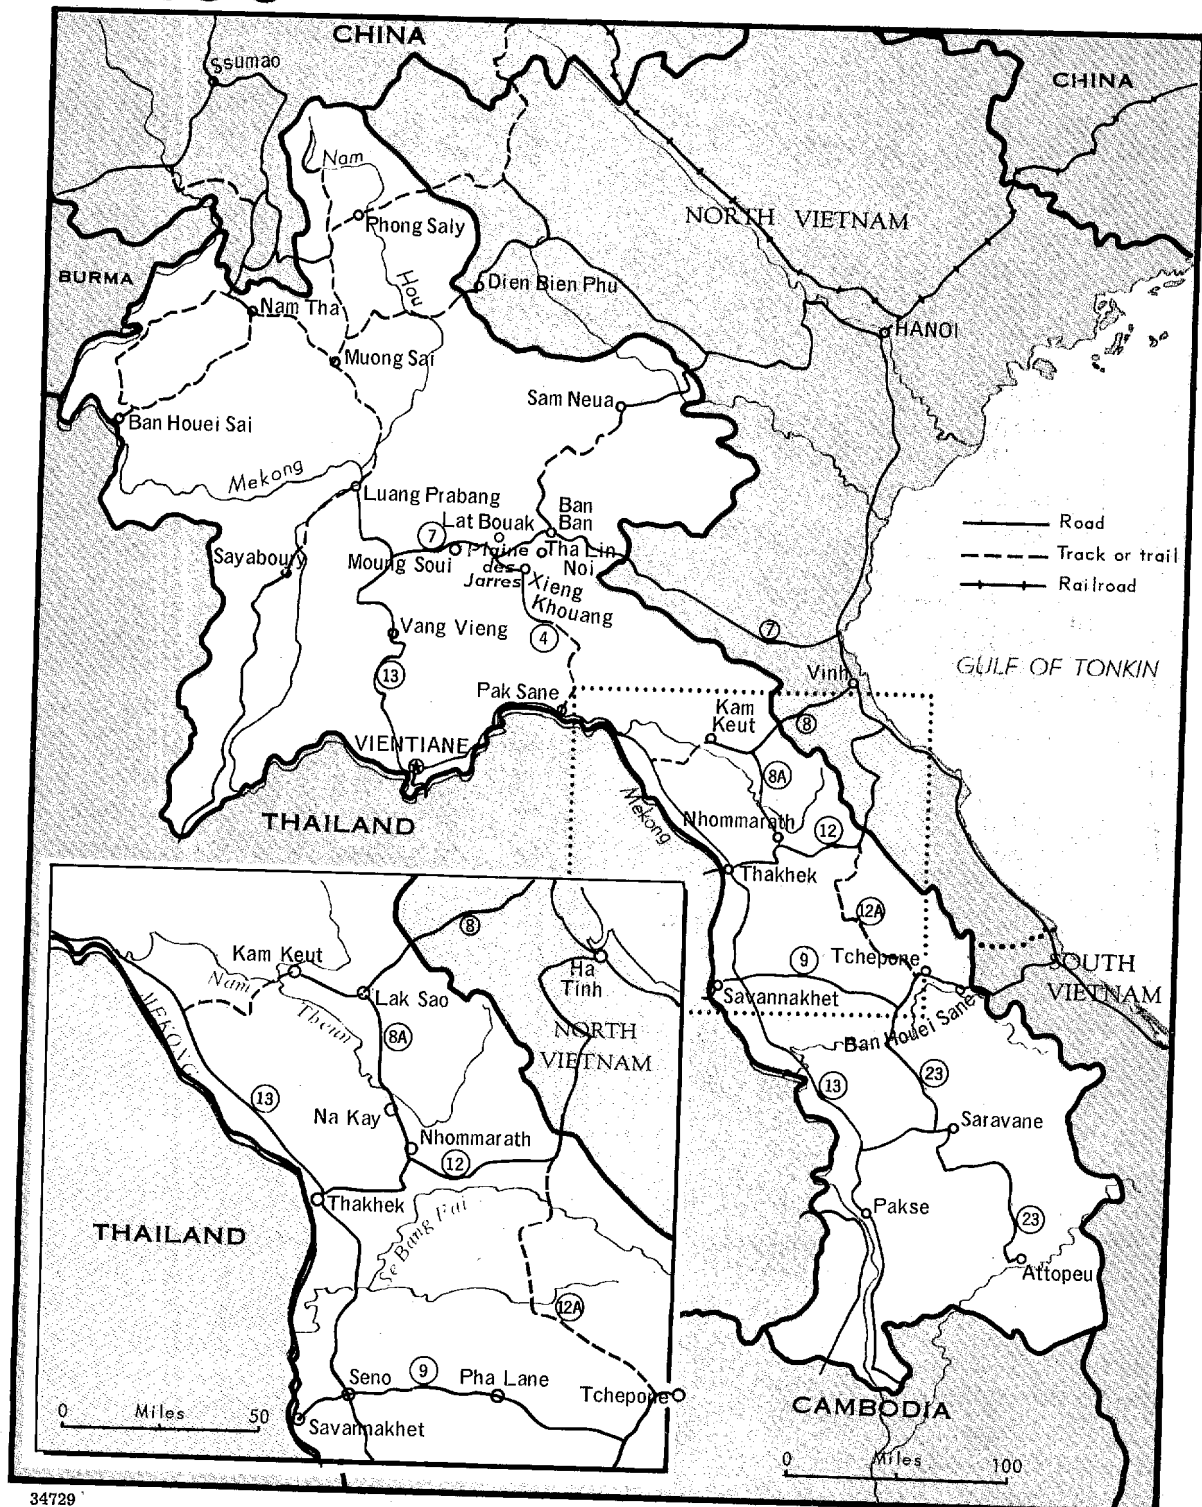 CHINA
Ssumao
CHINA
Nam
NORTH VIETNAM
Phong Saly
BURMA
Hou
Dien Bien Phu
Nam Tha
HANOI
Muong Sai
Sam Neua
Ban Houei Sai
Mekong
Luang Prabang
Ban
Ban
Lat Bouak
7
Road
Track or trail
Railroad
Sayaboury
Moung Soui
Plaine
des
Jarres
Tha Lin
Noi
Xieng
Khouang
4
7
Vang Vieng
13
GULF OF TONKIN
Vinh
Pak Sane
Kam
Keut
8
VIENTIANE
8A
Mekong
THAILAND
Nhommarath
12
Thakhek
12A
9
Tchepone
SOUTH
VIETNAM
Savannakhet
Ban Houei Sane
13
23
Saravane
Pakse
23
Attopeu
CAMBODIA
0 Miles 100
8
Kam Keut
Ha
Tinh
Nam
Lak Sao
MEKONG
Theun
8A
NORTH
VIETNAM
13
Na Kay
Nhommarath
12
Thakhek
THAILAND
Se Bang Fai
12A
Seno
9
Pha Lane
Tchepone
0 Miles 50
Savannakhet
34729